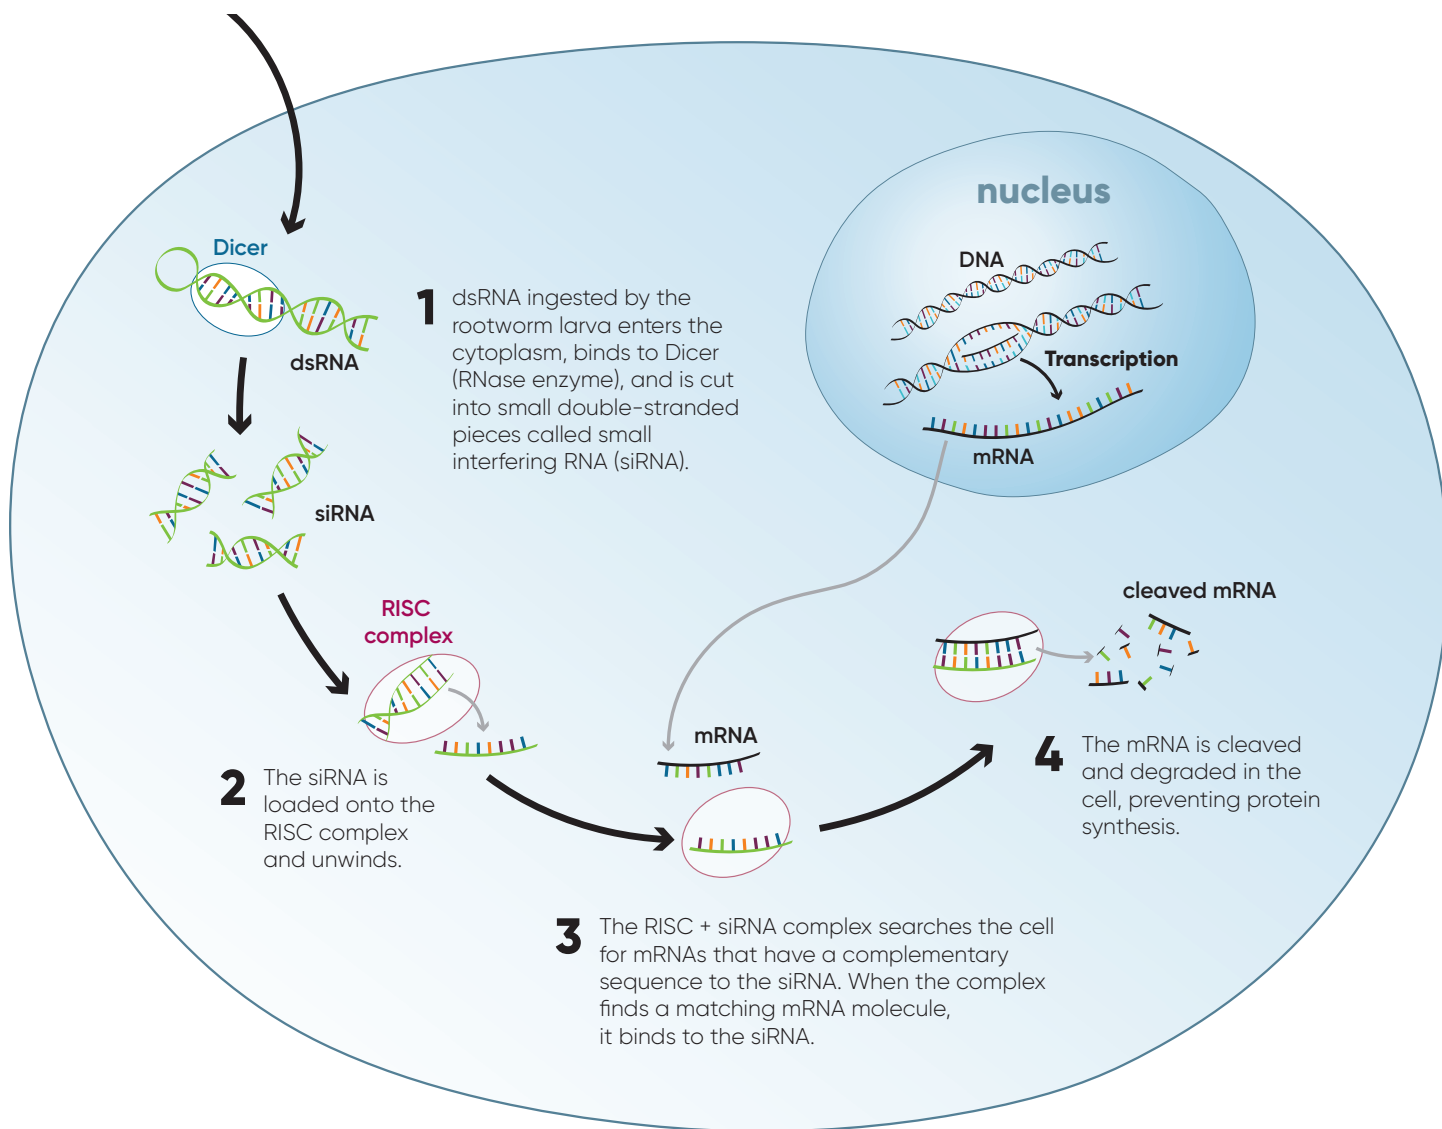 nucleus
DNA
Transcription
mRNA
Dicer
dsRNA
1
dsRNA ingested by the
rootworm larva enters the
cytoplasm, binds to Dicer
(RNase enzyme), and is cut
into small double-stranded
pieces called small
interfering RNA (siRNA).
siRNA
RISC
complex
2
The siRNA is
loaded onto the
RISC complex
and unwinds.
mRNA
3
The RISC + siRNA complex searches the cell
for mRNAs that have a complementary
sequence to the siRNA. When the complex
finds a matching mRNA molecule,
it binds to the siRNA.
cleaved mRNA
4
The mRNA is cleaved
and degraded in the
cell, preventing protein
synthesis.